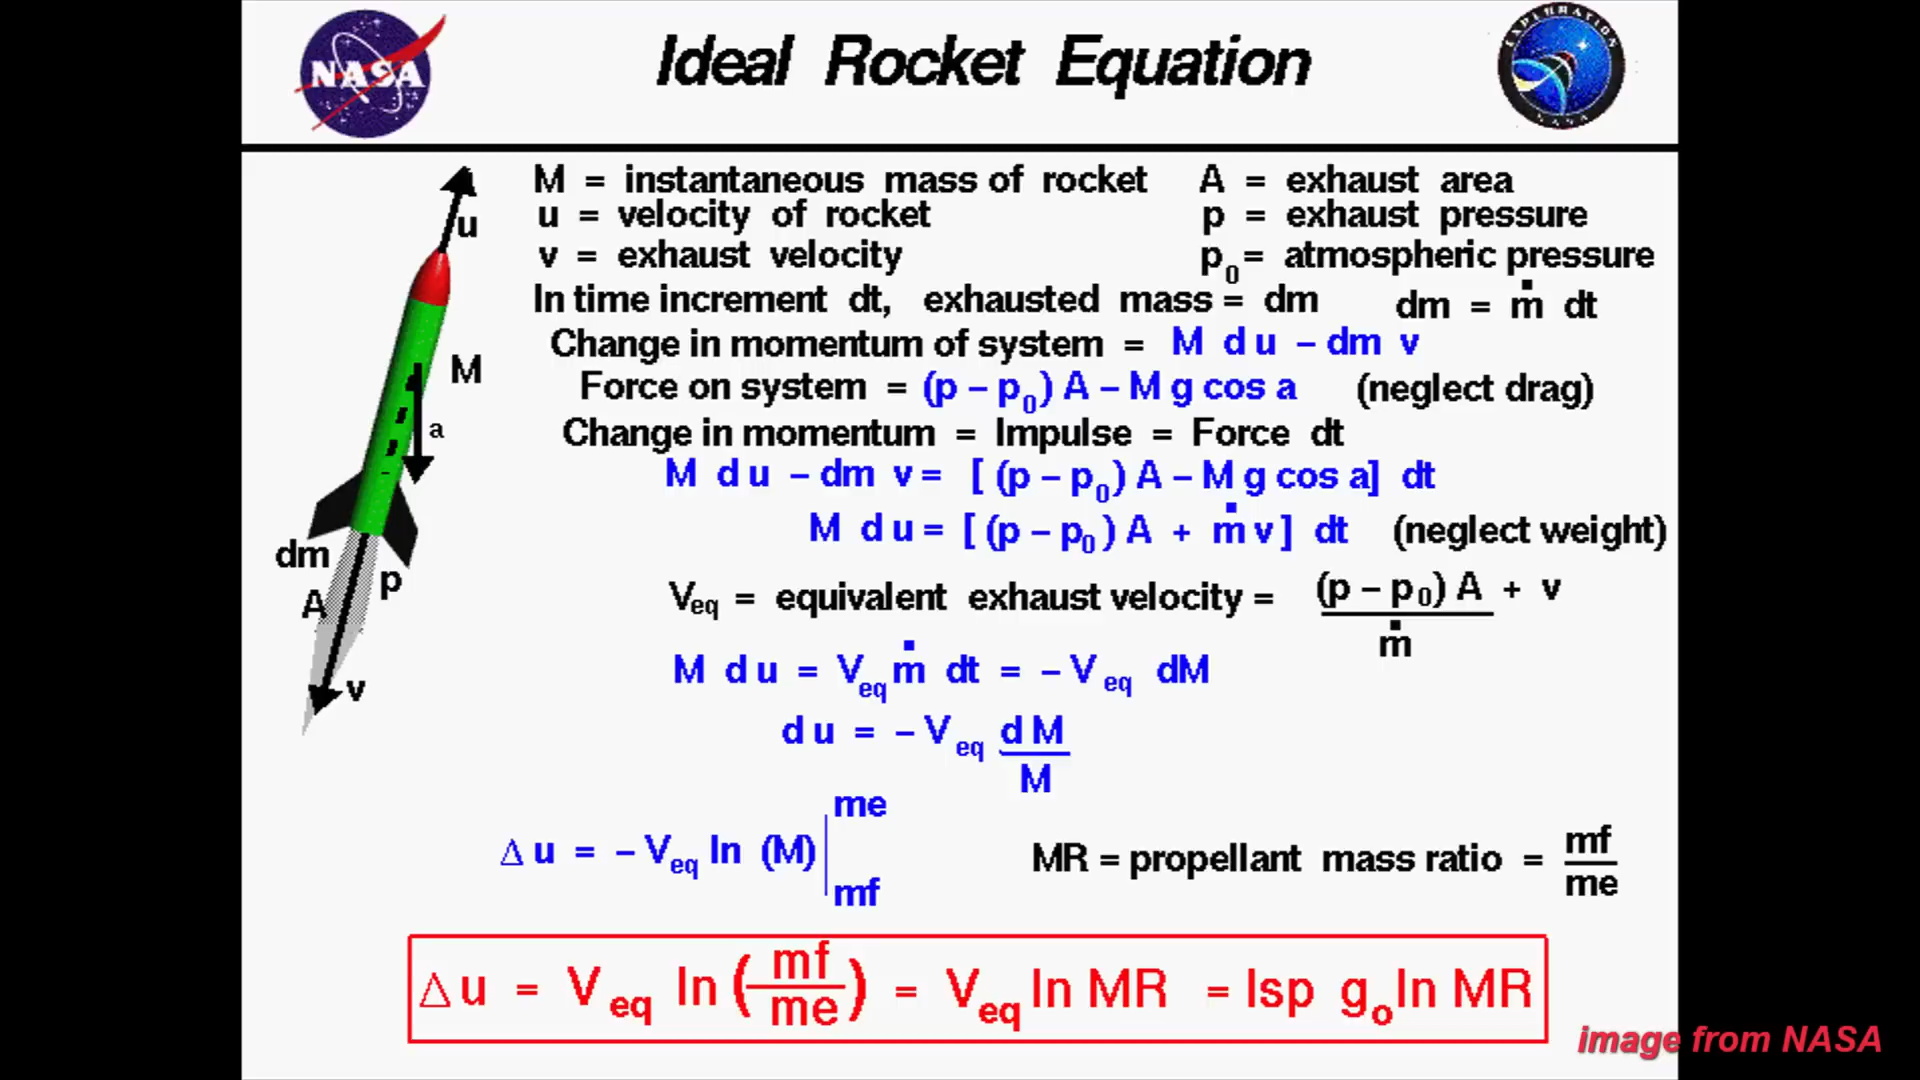 NASA
Ideal Rocket Equation
EXPLORATION
NASA
M = instantaneous mass of rocket A = exhaust area
u = velocity of rocket p = exhaust pressure
v = exhaust velocity p₀ = atmospheric pressure
In time increment dt, exhausted mass = dm dm = ṁ dt
Change in momentum of system = M du – dm v
Force on system = (p – p₀) A – M g cos a (neglect drag)
Change in momentum = Impulse = Force dt
M du – dm v = [ (p – p₀) A – M g cos a] dt
M du = [ (p – p₀) A + ṁ v ] dt (neglect weight)
Veq = equivalent exhaust velocity = (p – p₀) A + v
ṁ
M du = Veq ṁ dt = – Veq dM
du = – Veq dM
M
Δ u = – Veq ln (M) | me
mf
MR = propellant mass ratio = mf
me
Δ u = Veq ln ( mf / me ) = Veq ln MR = Isp go ln MR
u
M
a
dm
p
A
v
image from NASA